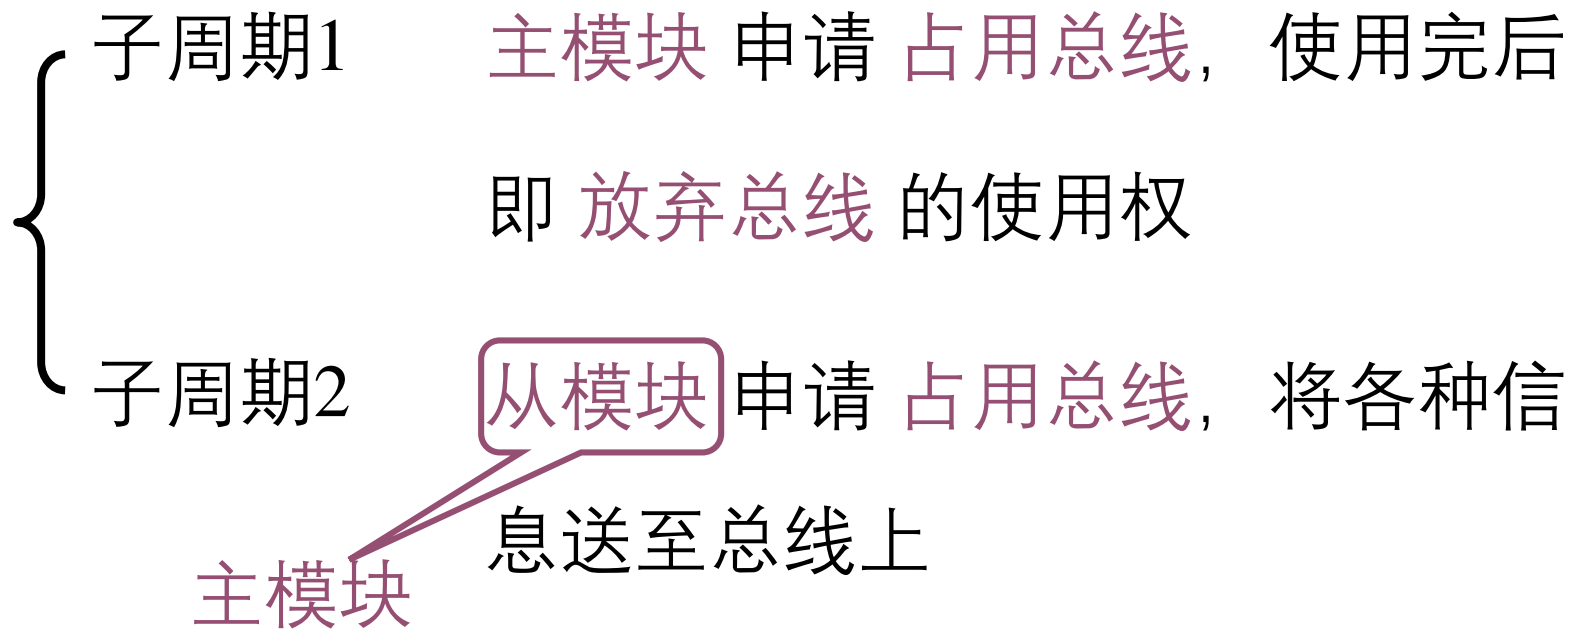 子周期1 主模块 申请 占用总线, 使用完后
即 放弃总线 的使用权
子周期2 从模块 申请 占用总线, 将各种信
息送至总线上
主模块